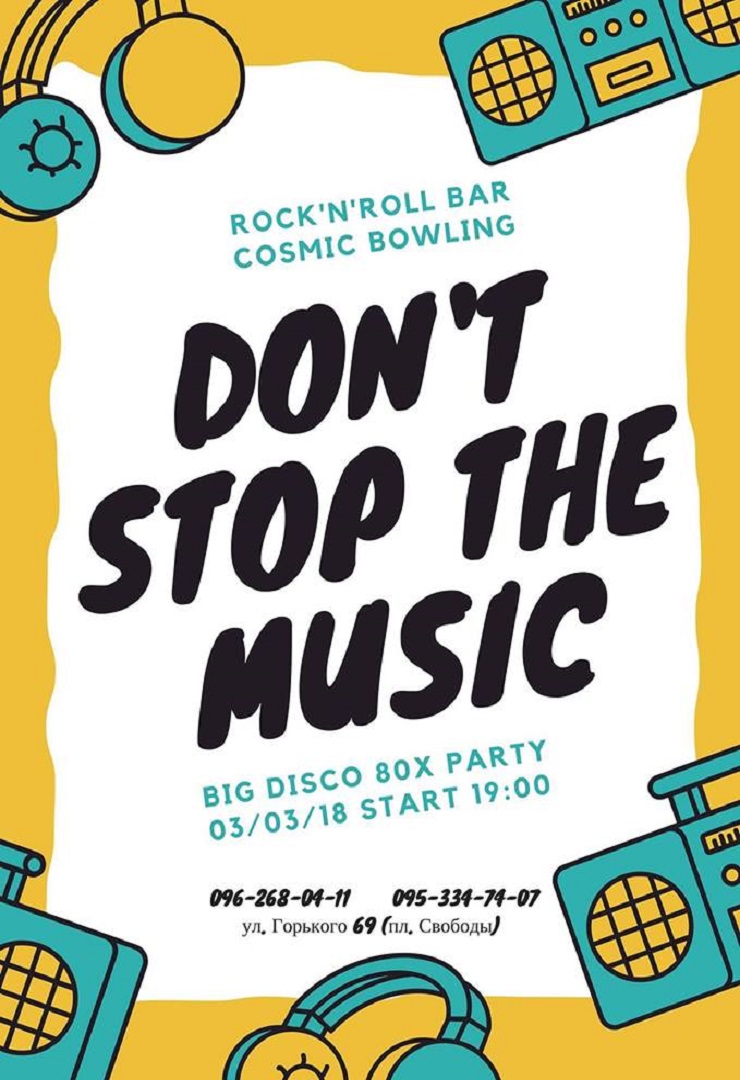 ROCK'N'ROLL BAR
COSMIC BOWLING
DON'T
STOP THE
MUSIC
BIG DISCO 80X PARTY
03/03/18 START 19:00
096-268-04-11 095-334-74-07
ул. Горького 69 (пл. Свободы)